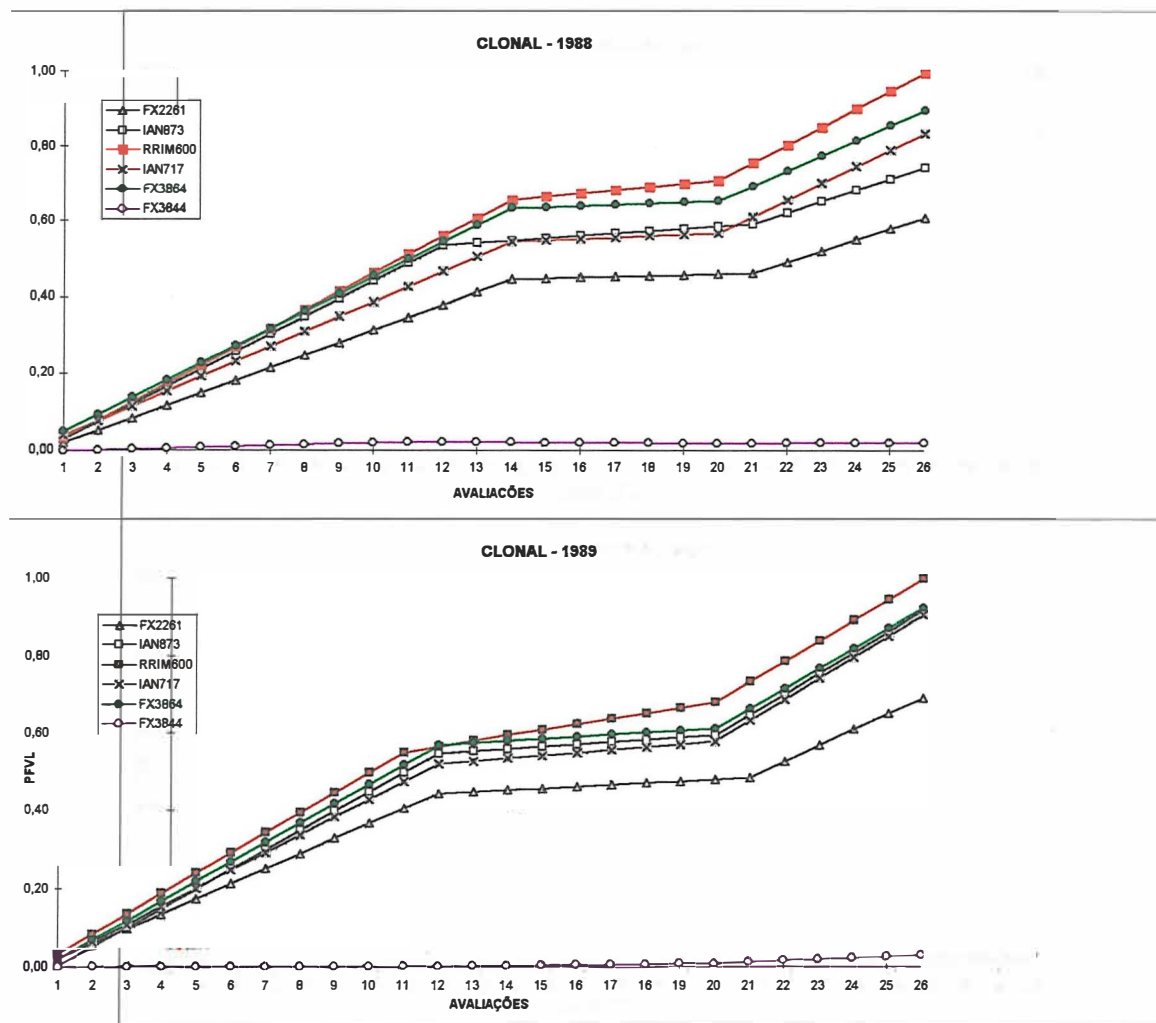 CLONAL - 1988
1,00
0,80
0,60
0,40
0,20
0,00
FX2261
IAN873
RRIM600
IAN717
FX3864
FX3844
1 2 3 4 5 6 7 8 9 10 11 12 13 14 15 16 17 18 19 20 21 22 23 24 25 26
AVALIACÕES
CLONAL - 1989
1,00
0,80
0,60
0,40
0,20
0,00
PFVL
FX2261
IAN873
RRIM600
IAN717
FX3864
FX3844
1 2 3 4 5 6 7 8 9 10 11 12 13 14 15 16 17 18 19 20 21 22 23 24 25 26
AVALIAÇÕES